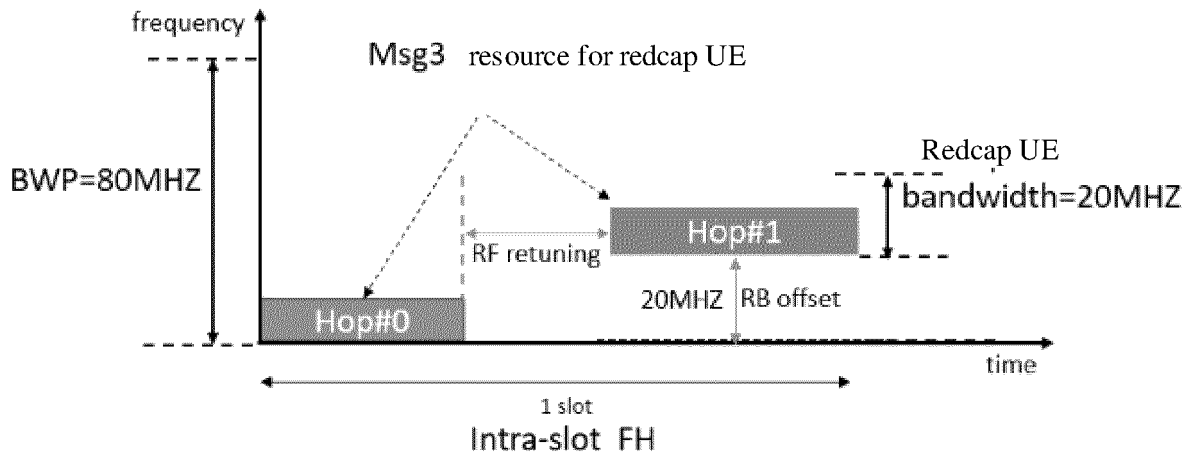 frequency
Msg3 resource for redcap UE
Redcap UE
BWP=80MHZ
bandwidth=20MHZ
Hop#1
RF retuning
20MHZ RB offset
Hop#0
time
1 slot
Intra-slot FH